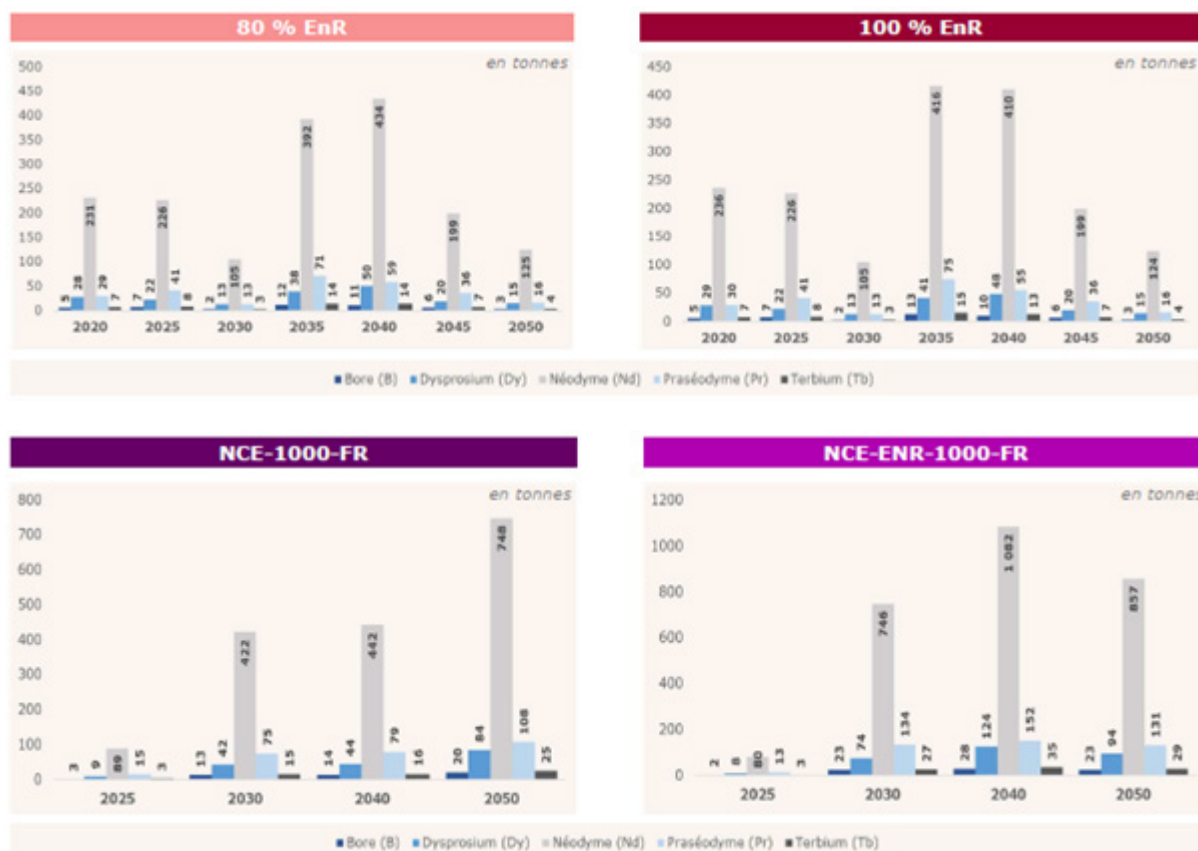 80 % EnR
en tonnes
500
450
400
350
300
250
200
150
100
50
0
5 28 231 29 7
7 22 226 41 8
2 13 105 13 3
12 38 392 71 14
11 50 434 59 14
6 20 199 36 7
3 15 125 16 4
2020 2025 2030 2035 2040 2045 2050
100 % EnR
en tonnes
450
400
350
300
250
200
150
100
50
0
5 29 236 30 7
7 22 226 41 8
2 13 105 13 3
13 41 416 75 15
10 48 410 55 13
6 20 199 36 7
3 15 124 16 4
2020 2025 2030 2035 2040 2045 2050
Bore (B) Dysprosium (Dy) Néodyme (Nd) Praséodyme (Pr) Terbium (Tb)
NCE-1000-FR
en tonnes
800
700
600
500
400
300
200
100
0
3 9 89 15 3
13 42 422 75 15
14 44 442 79 16
20 84 748 108 25
2025 2030 2040 2050
NCE-ENR-1000-FR
en tonnes
1200
1000
800
600
400
200
0
2 8 80 13 3
23 74 746 134 27
28 124 1 082 152 35
23 94 857 131 29
2025 2030 2040 2050
Bore (B) Dysprosium (Dy) Néodyme (Nd) Praséodyme (Pr) Terbium (Tb)